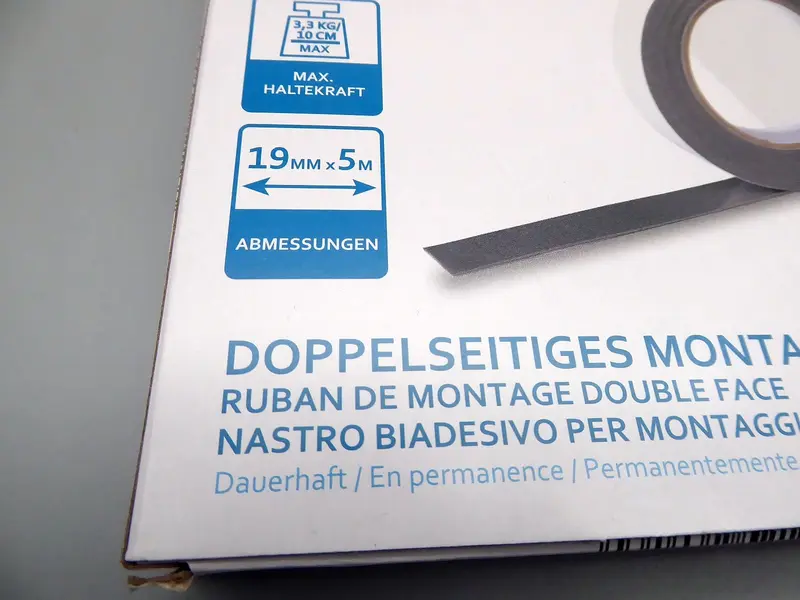 3,3 KG/
10 CM
MAX
MAX.
HALTEKRAFT
19MM x 5M
ABMESSUNGEN
DOPPELSEITIGES MONTA
RUBAN DE MONTAGE DOUBLE FACE
NASTRO BIADESIVO PER MONTAGGI
Dauerhaft / En permanence / Permanentemente